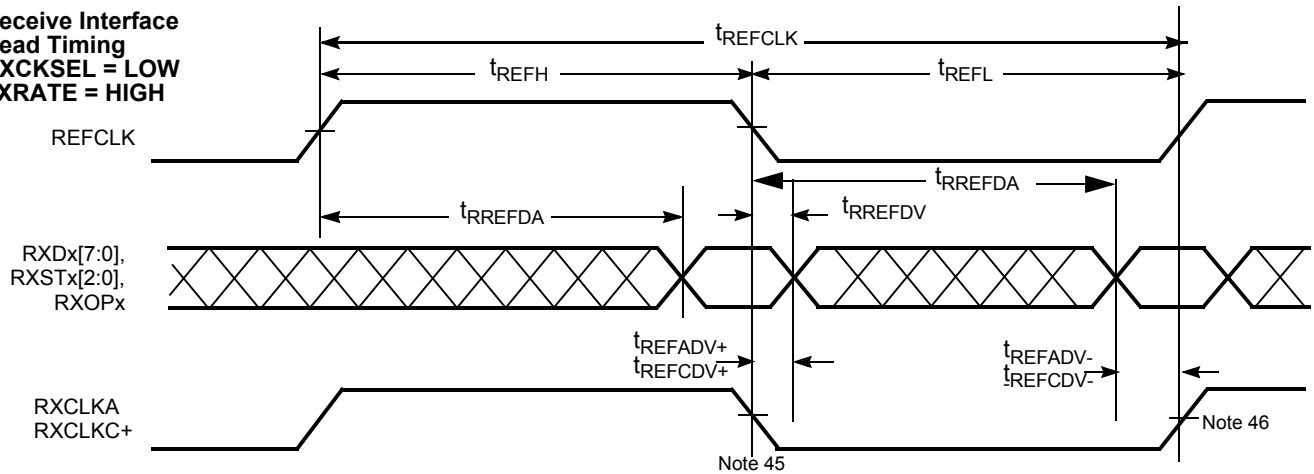 eceive Interface
ead Timing
XCKSEL = LOW
XRATE = HIGH
tREFCLK
tREFH
tREFL
REFCLK
tRREFDA
tRREFDA
tRREFDV
RXDx[7:0],
RXSTx[2:0],
RXOPx
tREFADV+
tREFCDV+
tREFADV-
tREFCDV-
RXCLKA
RXCLKC+
Note 45
Note 46